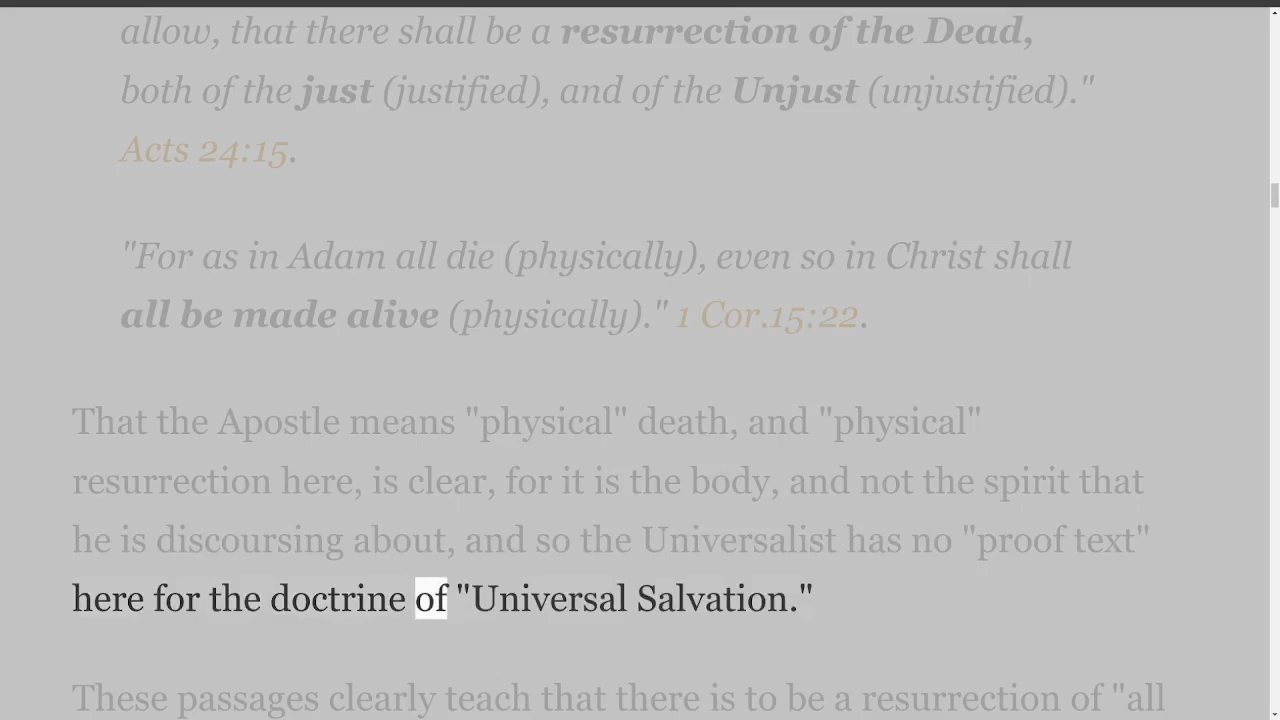 allow, that there shall be a resurrection of the Dead,
both of the just (justified), and of the Unjust (unjustified)."
Acts 24:15.
"For as in Adam all die (physically), even so in Christ shall
all be made alive (physically)." 1 Cor.15:22.
That the Apostle means "physical" death, and "physical"
resurrection here, is clear, for it is the body, and not the spirit that
he is discoursing about, and so the Universalist has no "proof text"
here for the doctrine of "Universal Salvation."
These passages clearly teach that there is to be a resurrection of "all